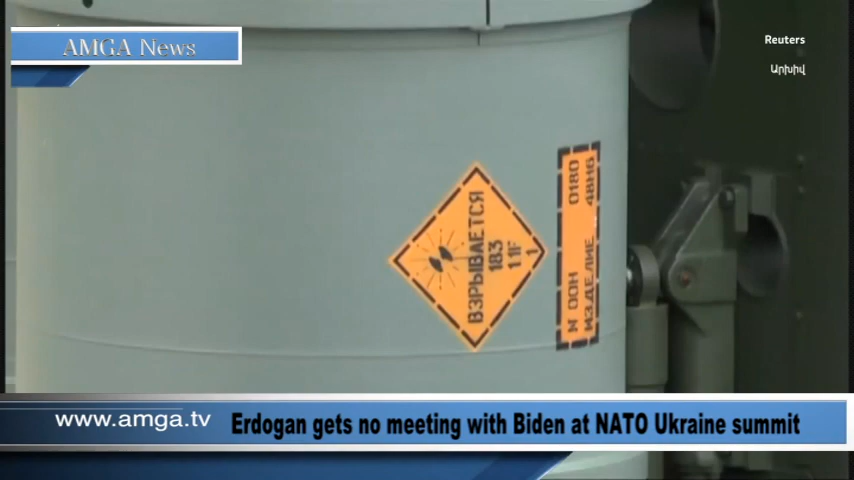 AMGA News
Reuters
Արխիվ
ВЗРЫВАЕТСЯ
183
1.1F
1
N ООН 0180
ИЗДЕЛИЕ 48Н6
www.amga.tv
Erdogan gets no meeting with Biden at NATO Ukraine summit